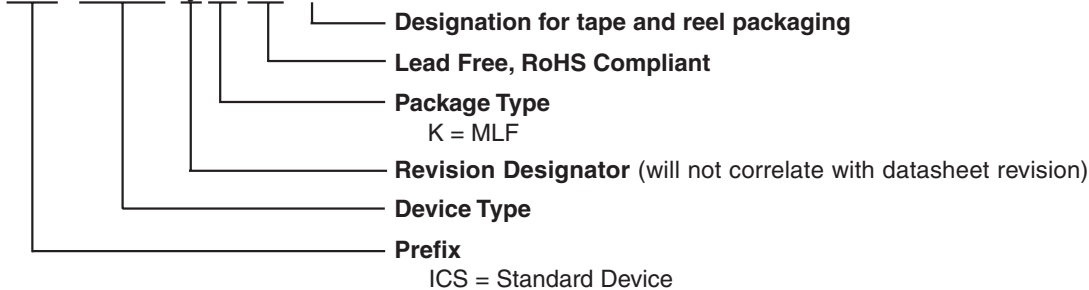 Designation for tape and reel packaging
Lead Free, RoHS Compliant
Package Type
K = MLF
Revision Designator (will not correlate with datasheet revision)
Device Type
Prefix
ICS = Standard Device